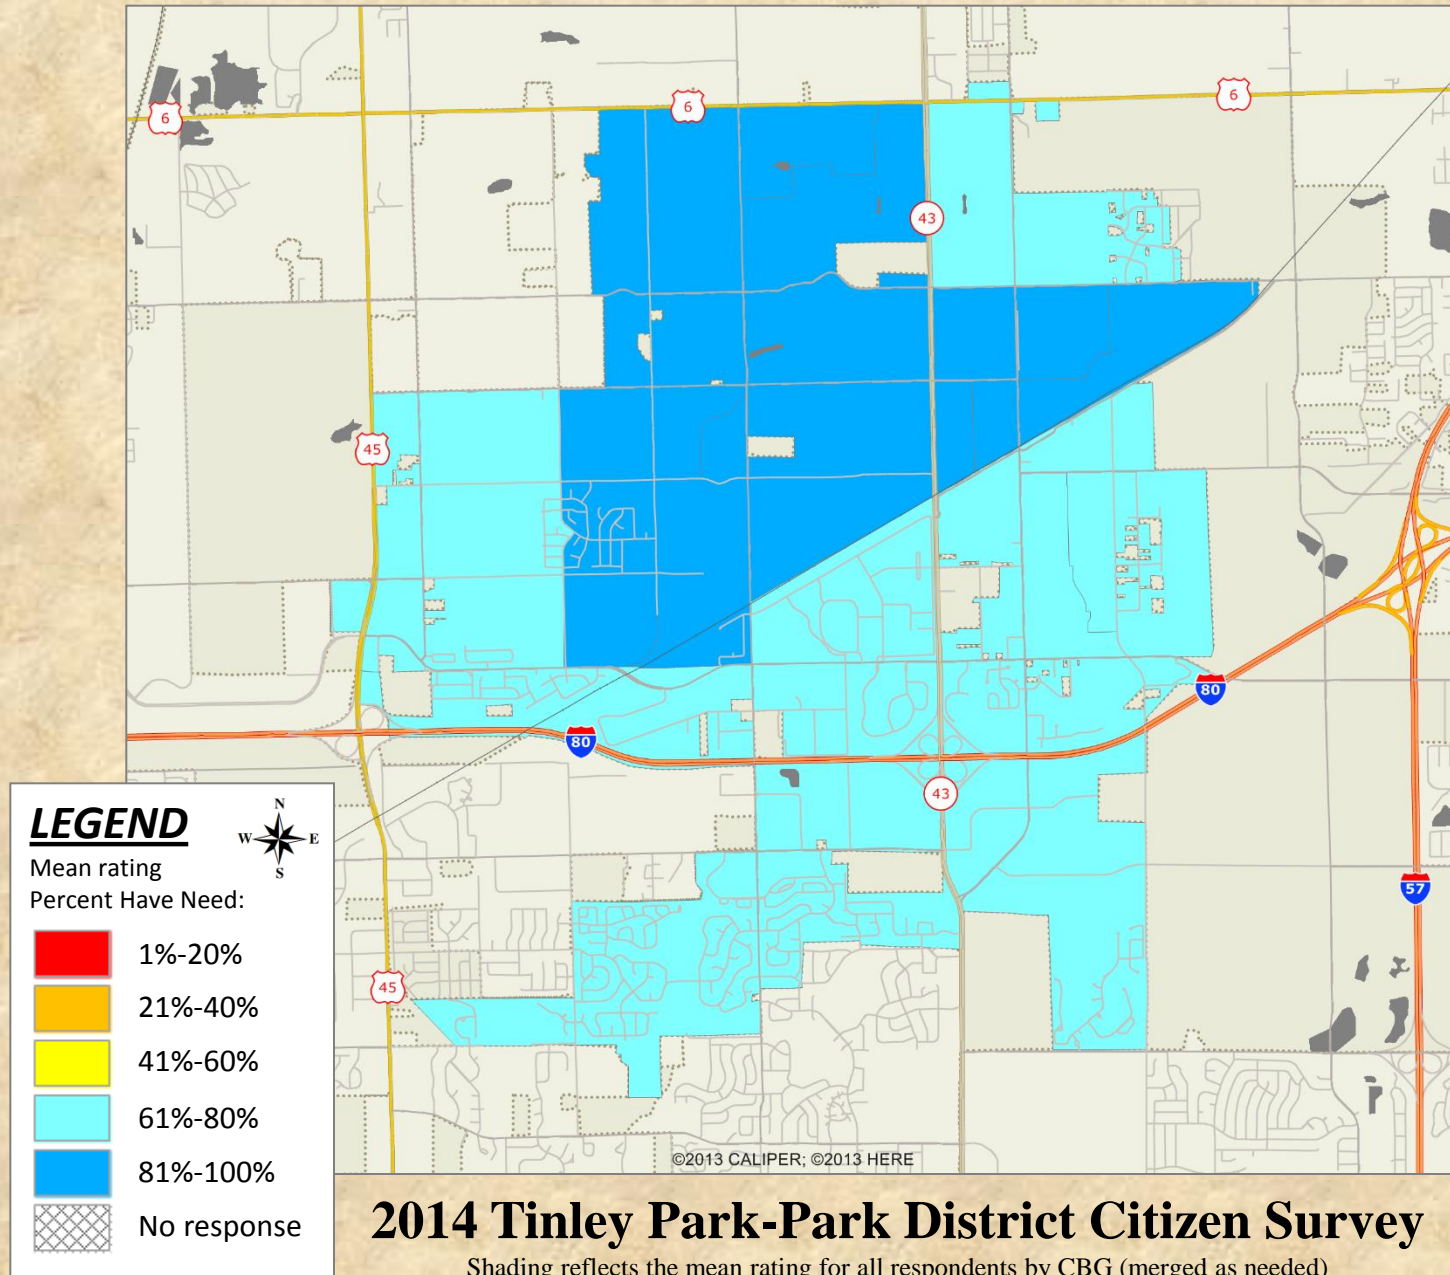 6
6
6
43
45
80
80
43
57
45
LEGEND
N
W E
S
Mean rating
Percent Have Need:
1%-20%
21%-40%
41%-60%
61%-80%
81%-100%
No response
©2013 CALIPER; ©2013 HERE
2014 Tinley Park-Park District Citizen Survey
Shading reflects the mean rating for all respondents by CBG (merged as needed)